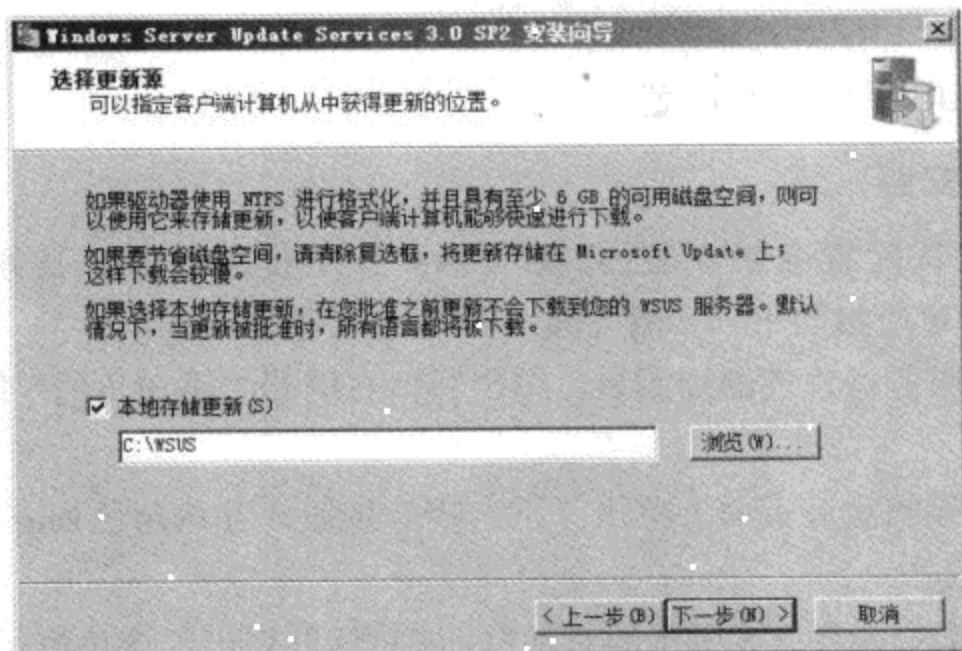 Windows Server Update Services 3.0 SP2 安装向导
选择更新源
可以指定客户端计算机从中获得更新的位置。
如果驱动器使用 NTFS 进行格式化，并且具有至少 6 GB 的可用磁盘空间，则可
以使用它来存储更新，以使客户端计算机能够快速进行下载。
如果要节省磁盘空间，请清除复选框，将更新存储在 Microsoft Update 上；
这样下载会较慢。
如果选择本地存储更新，在您批准之前更新不会下载到您的 WSUS 服务器。默认
情况下，当更新被批准时，所有语言都将被下载。
本地存储更新(S)
C:\WSUS
浏览(W)...
< 上一步(B)
下一步(N) >
取消